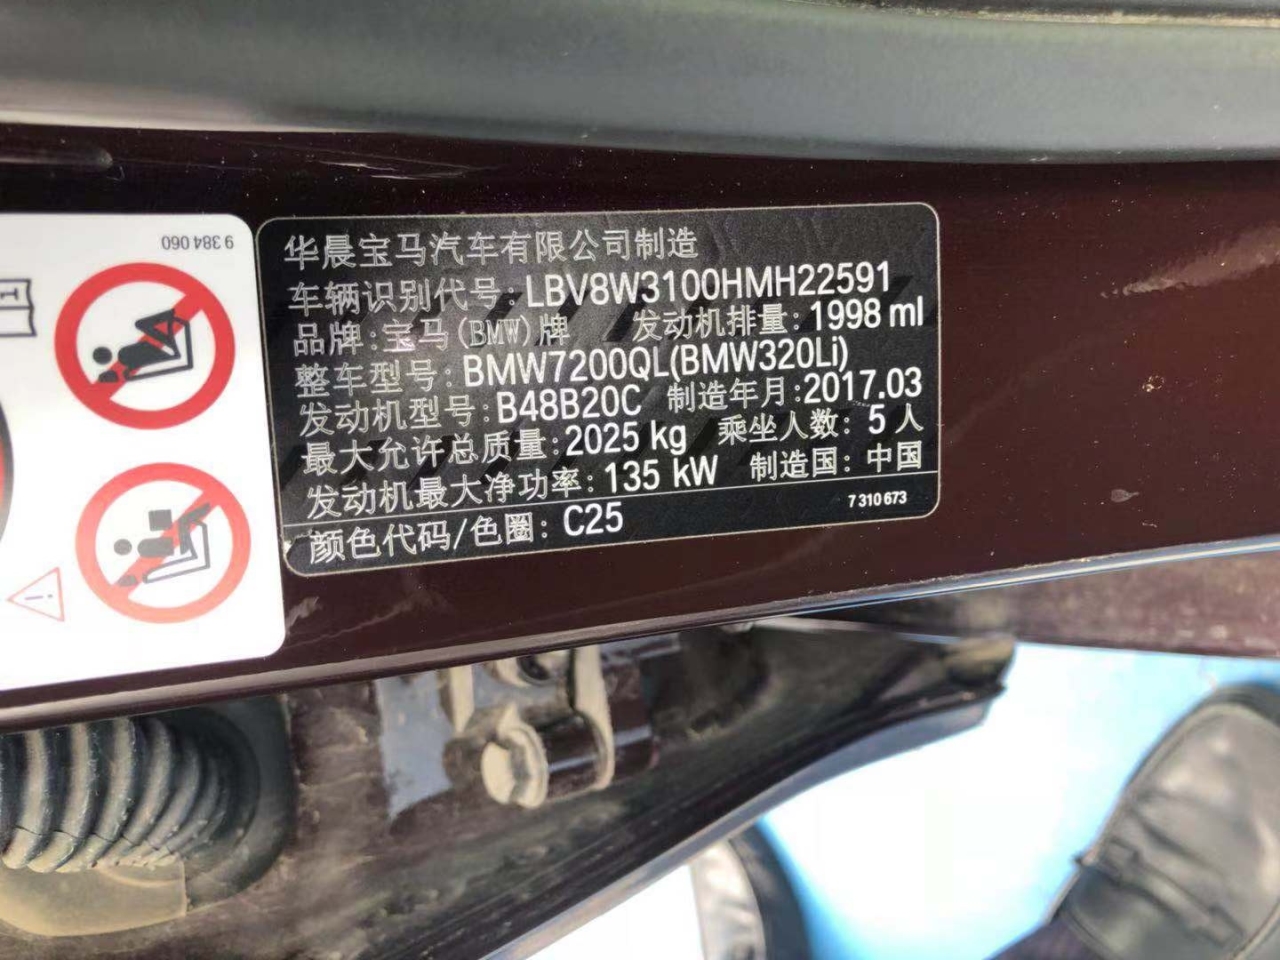 华晨宝马汽车有限公司制造
车辆识别代号: LBV8W3100HMH22591
品牌:宝马(BMW)牌 发动机排量: 1998 ml
整车型号: BMW7200QL(BMW320Li)
发动机型号: B48B20C 制造年月:2017.03
最大允许总质量: 2025 kg 乘坐人数: 5 人
发动机最大净功率: 135 kW 制造国: 中国
7 310 673
颜色代码/色圈: C25
9 384 060